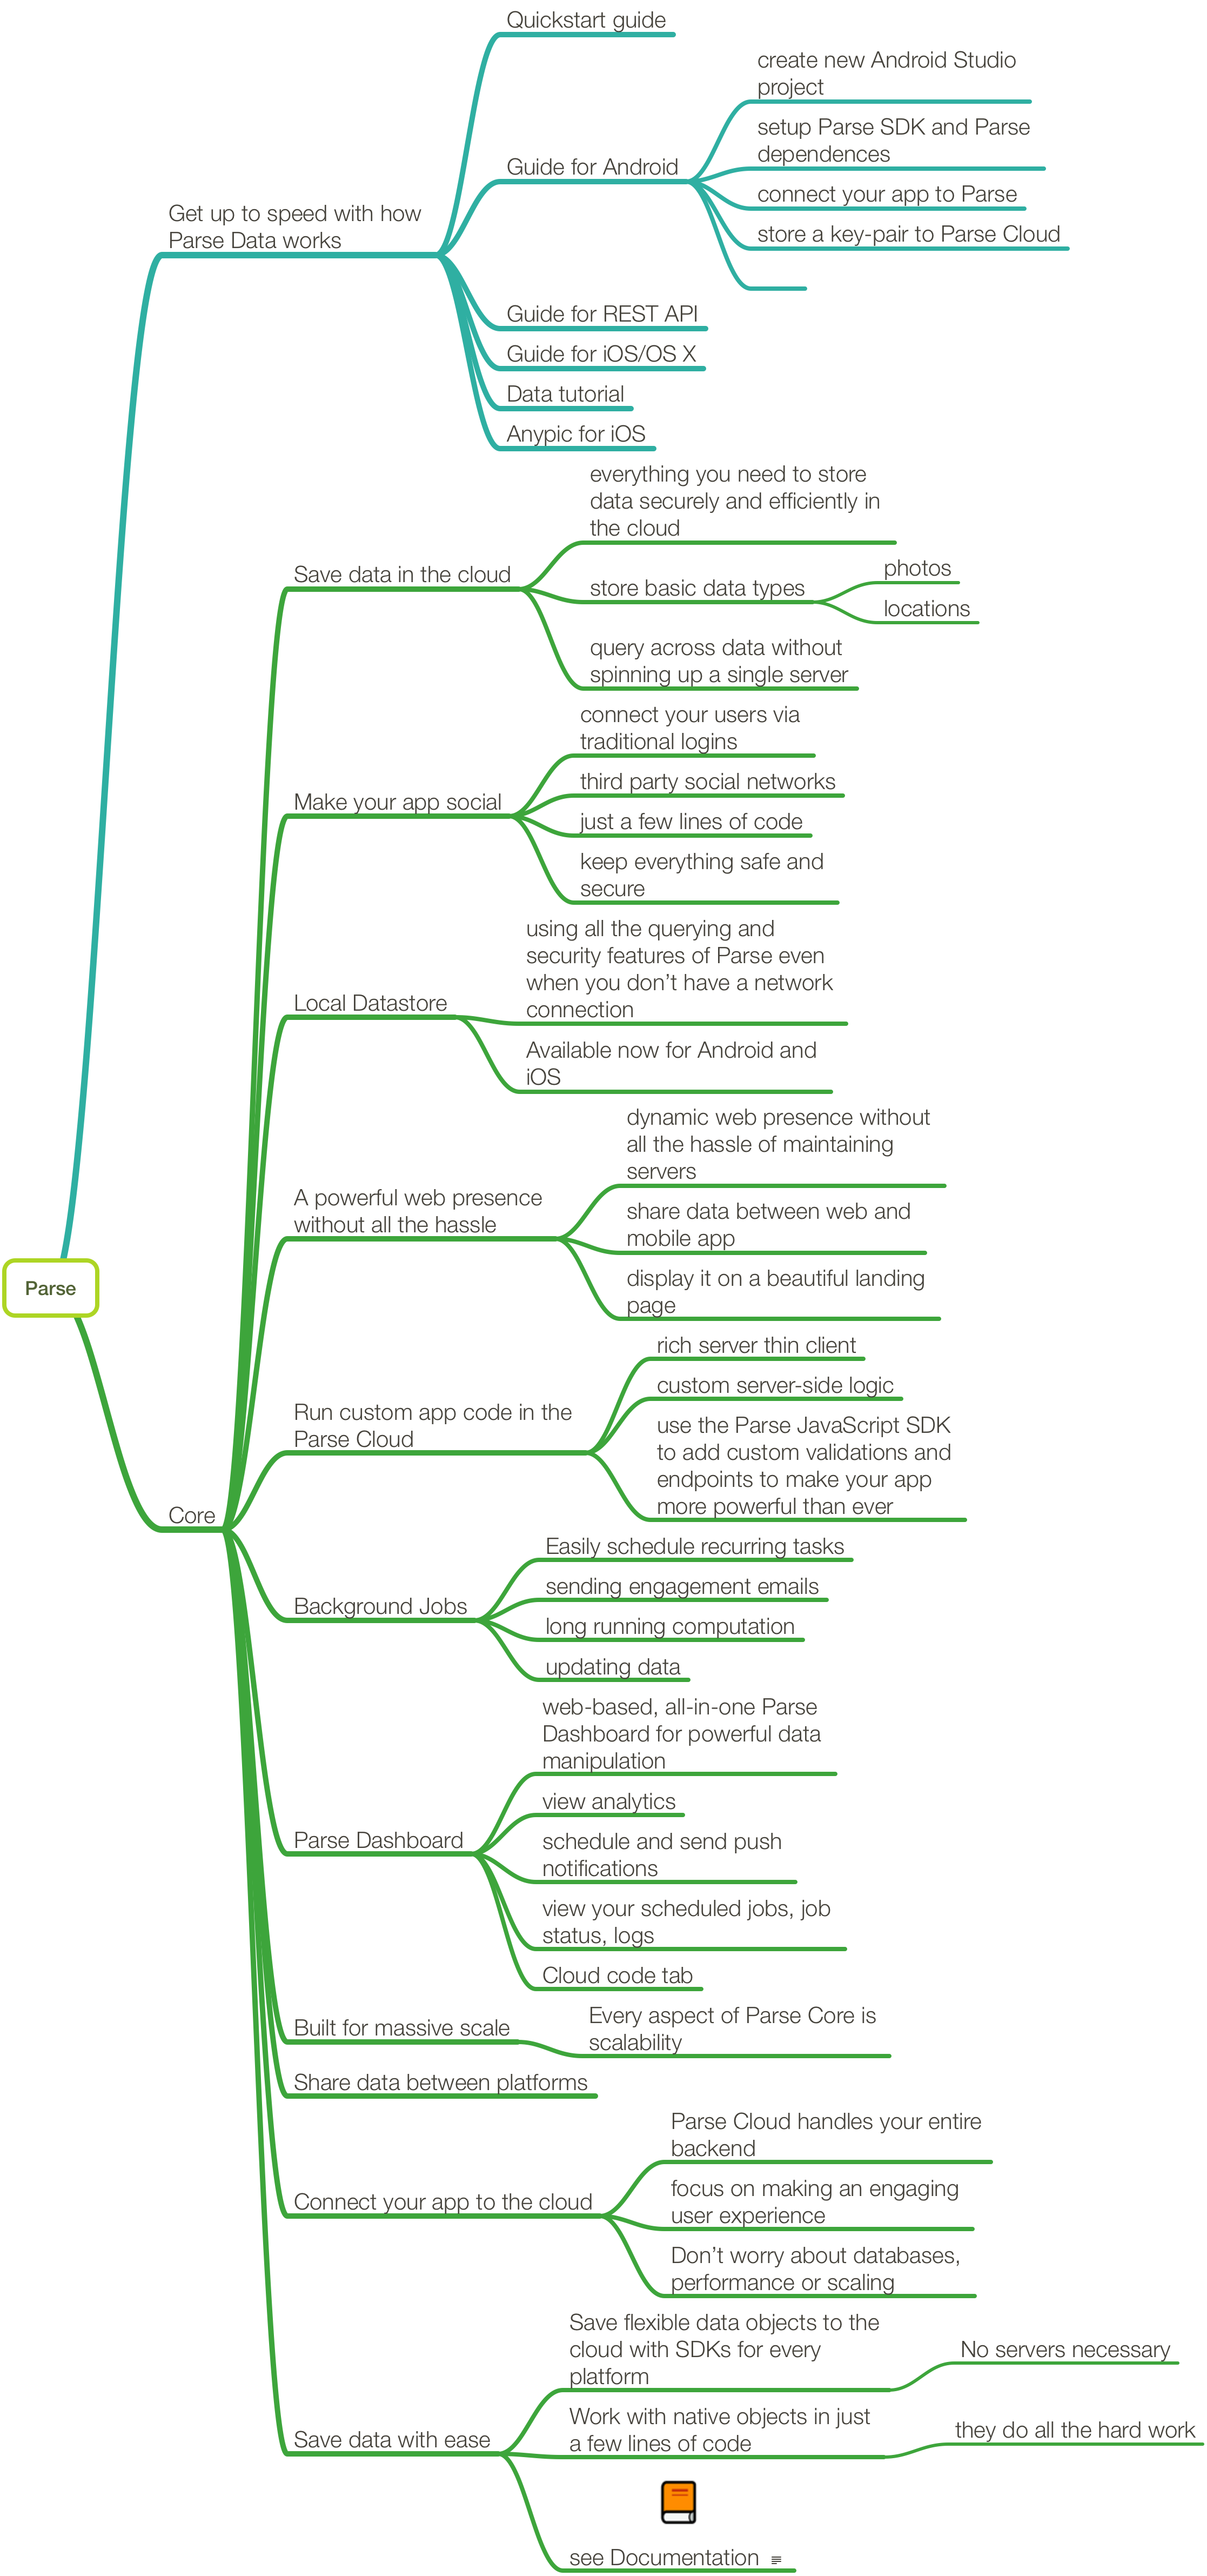 Quickstart guide
create new Android Studio
project
setup Parse SDK and Parse
dependences
Guide for Android
connect your app to Parse
store a key-pair to Parse Cloud
Get up to speed with how
Parse Data works
Guide for REST API
Guide for iOS/OS X
Data tutorial
Anypic for iOS
everything you need to store
data securely and efficiently in
the cloud
Save data in the cloud
store basic data types
photos
locations
query across data without
spinning up a single server
connect your users via
traditional logins
third party social networks
Make your app social
just a few lines of code
keep everything safe and
secure
using all the querying and
security features of Parse even
when you don’t have a network
connection
Local Datastore
Available now for Android and
iOS
dynamic web presence without
all the hassle of maintaining
servers
A powerful web presence
without all the hassle
share data between web and
mobile app
display it on a beautiful landing
page
Parse
rich server thin client
custom server-side logic
Run custom app code in the
Parse Cloud
use the Parse JavaScript SDK
to add custom validations and
endpoints to make your app
more powerful than ever
Core
Easily schedule recurring tasks
sending engagement emails
Background Jobs
long running computation
updating data
web-based, all-in-one Parse
Dashboard for powerful data
manipulation
view analytics
Parse Dashboard
schedule and send push
notifications
view your scheduled jobs, job
status, logs
Cloud code tab
Built for massive scale
Every aspect of Parse Core is
scalability
Share data between platforms
Parse Cloud handles your entire
backend
Connect your app to the cloud
focus on making an engaging
user experience
Don’t worry about databases,
performance or scaling
Save flexible data objects to the
cloud with SDKs for every
platform
No servers necessary
Save data with ease
Work with native objects in just
a few lines of code
they do all the hard work
see Documentation